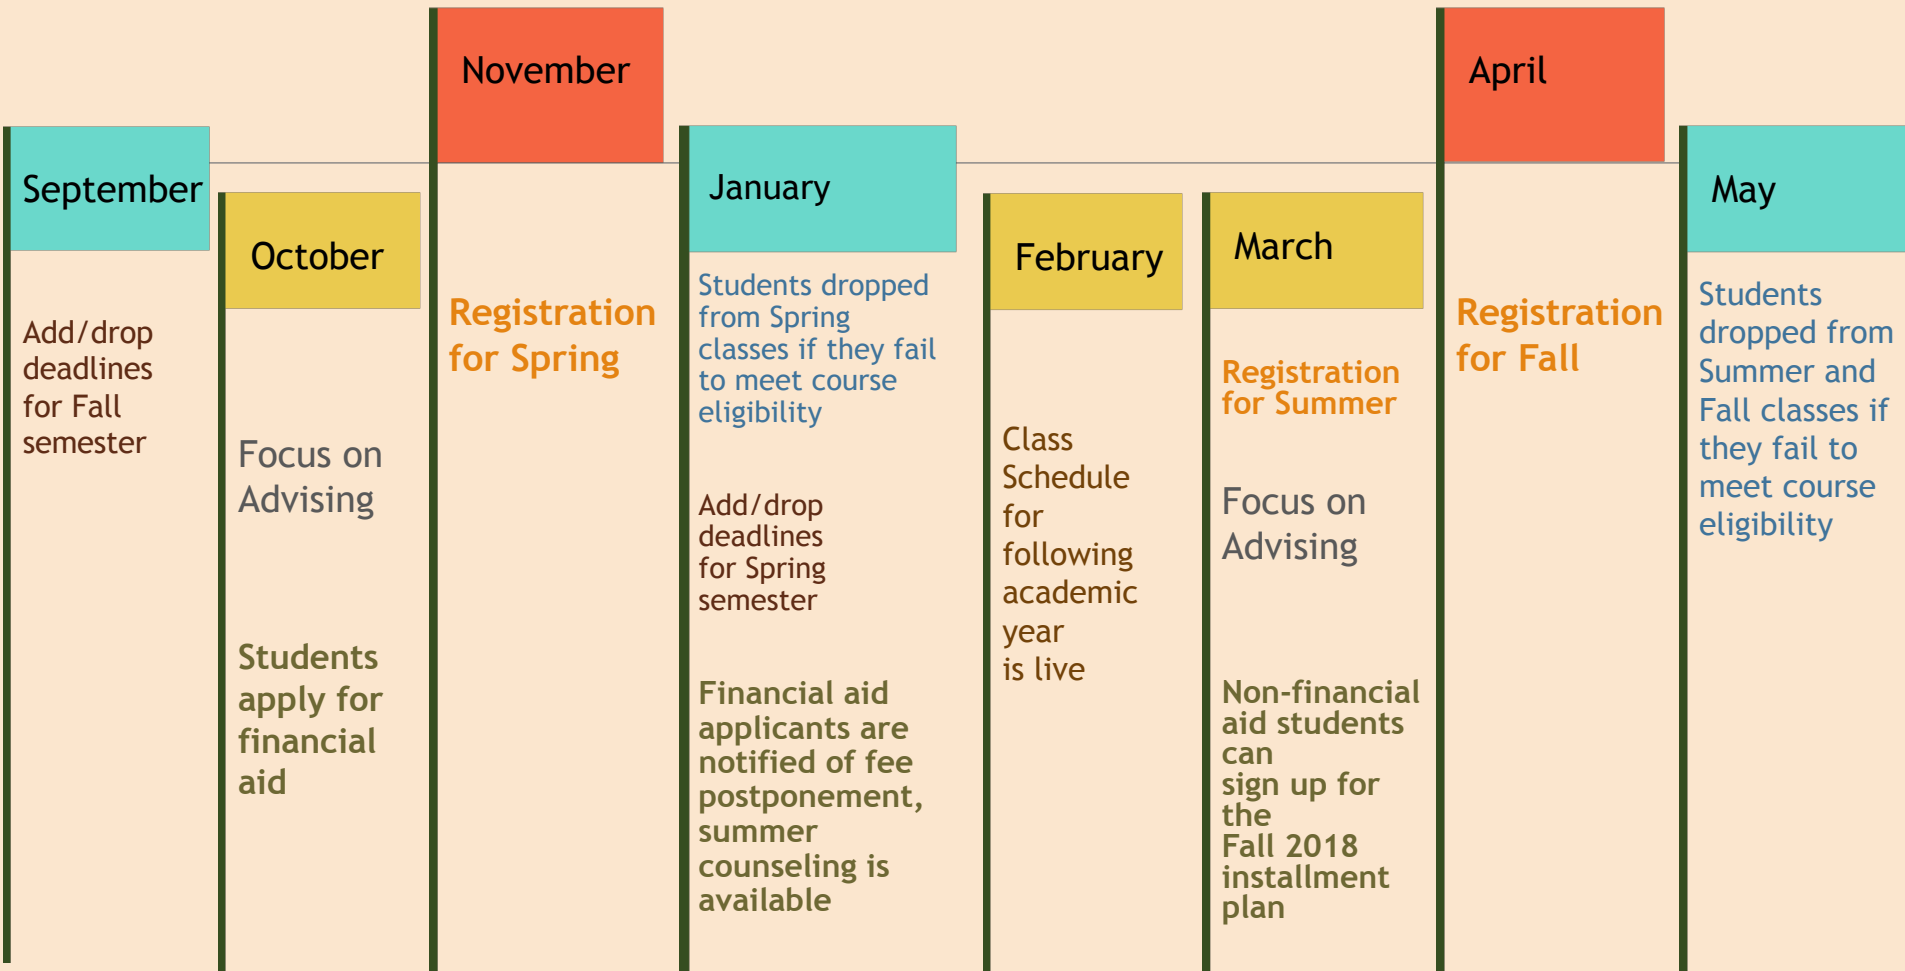 September
Add/drop
deadlines
for Fall
semester
October
Focus on
Advising
Students
apply for
financial
aid
November
Registration
for Spring
January
Students dropped
from Spring
classes if they fail
to meet course
eligibility
Add/drop
deadlines
for Spring
semester
Financial aid
applicants are
notified of fee
postponement,
summer
counseling is
available
February
Class
Schedule
for
following
academic
year
is live
March
Registration
for Summer
Focus on
Advising
Non-financial
aid students
can
sign up for
the
Fall 2018
installment
plan
April
Registration
for Fall
May
Students
dropped from
Summer and
Fall classes if
they fail to
meet course
eligibility